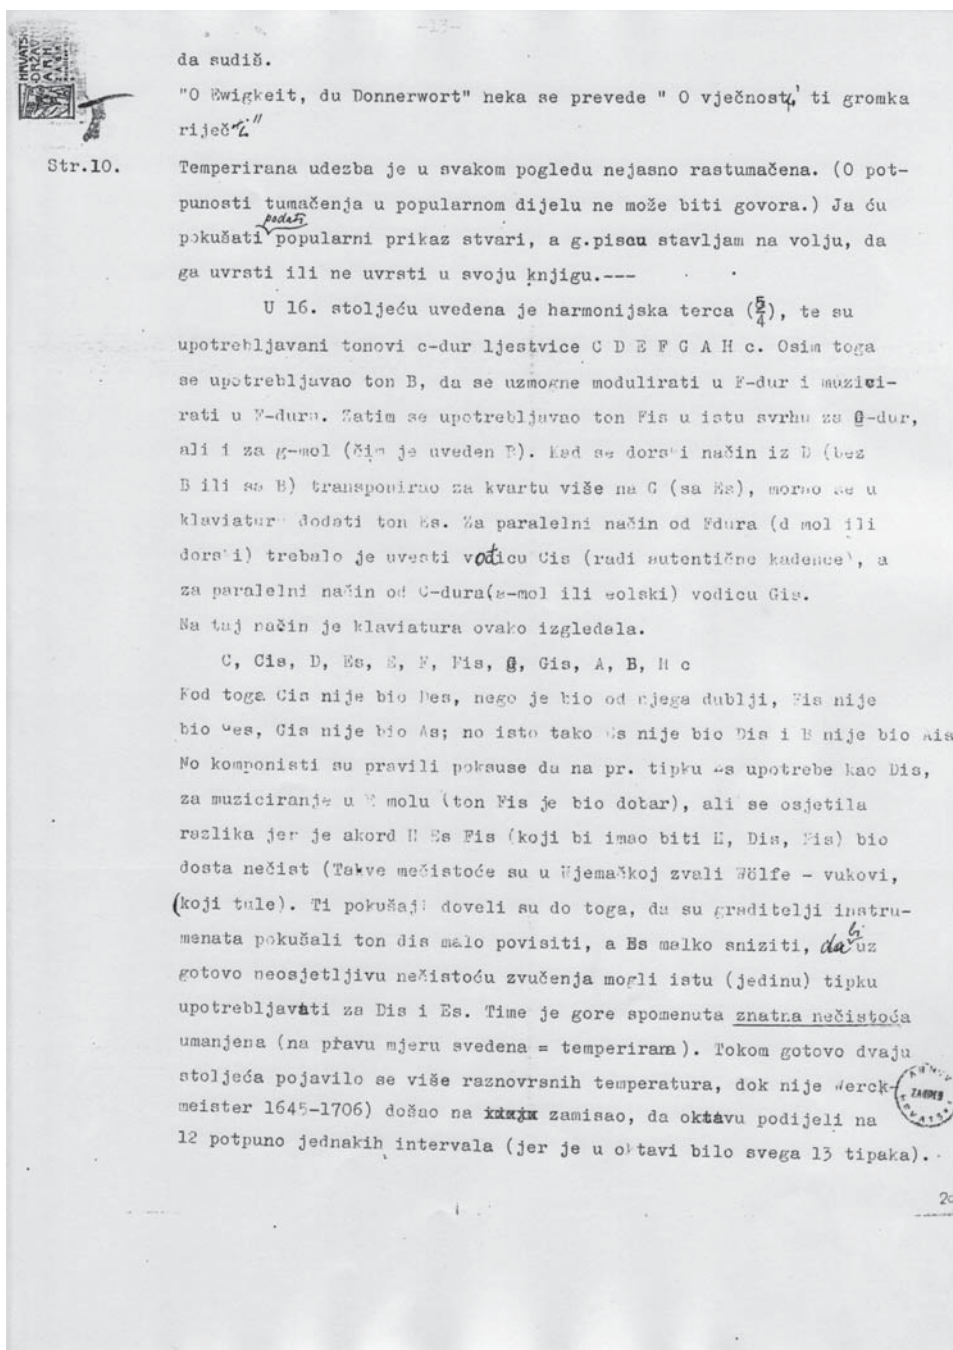 -13-
HRVATSKI
DRŽAVNI
ARHIV
da sudiš.
"O Ewigkeit, du Donnerwort" neka se prevede " O vječnosti, ti gromka
riječi"
Str.10.
Temperirana udezba je u svakom pogledu nejasno rastumačena. (O pot-
punosti tumačenja u popularnom dijelu ne može biti govora.) Ja ću
pokušati podati popularni prikaz stvari, a g.piscu stavljam na volju, da
ga uvrsti ili ne uvrsti u svoju knjigu.---
U 16. stoljeću uvedena je harmonijska terca (5/4), te su
upotrebljavani tonovi c-dur ljestvice C D E F G A H c. Osim toga
se upotrebljavao ton B, da se uzmogne modulirati u F-dur i muzici-
rati u F-duru. Zatim se upotrebljavao ton Fis u istu svrhu za G-dur,
ali i za g-mol (čim je uveden B). Kad se dorski način iz D (bez
B ili sa B) transponirao za kvartu više na G (sa Es), morao se u
klaviatur dodati ton Es. Za paralelni način od Fdura (d mol ili
dorski) trebalo je uvesti vođicu Cis (radi autentične kadence), a
za paralelni način od C-dura(a-mol ili eolski) vodicu Gis.
Na taj način je klaviatura ovako izgledala.
C, Cis, D, Es, E, F, Fis, G, Gis, A, B, H c
Kod toga Cis nije bio Des, nego je bio od njega dublji, Fis nije
bio Ges, Gis nije bio As; no isto tako Es nije bio Dis i B nije bio Ais
No komponisti su pravili pokuse da na pr. tipku Es upotrebe kao Dis,
za muziciranje u E molu (ton Fis je bio dobar), ali se osjetila
razlika jer je akord H Es Fis (koji bi imao biti H, Dis, Fis) bio
dosta nečist (Takve nečistoće su u Njemačkoj zvali Wölfe - vukovi,
(koji tule). Ti pokušaji doveli su do toga, da su graditelji instru-
menata pokušali ton dis malo povisiti, a Es malko sniziti, da bi uz
gotovo neosjetljivu nečistoću zvučenja mogli istu (jedinu) tipku
upotrebljavati za Dis i Es. Time je gore spomenuta znatna nečistoća
umanjena (na pravu mjeru svedena = temperirana). Tokom gotovo dvaju
stoljeća pojavilo se više raznovrsnih temperatura, dok nije Werck-
meister 1645-1706) došao na zamisao, da oktavu podijeli na
12 potpuno jednakih intervala (jer je u oktavi bilo svega 13 tipaka).
ZAGREB